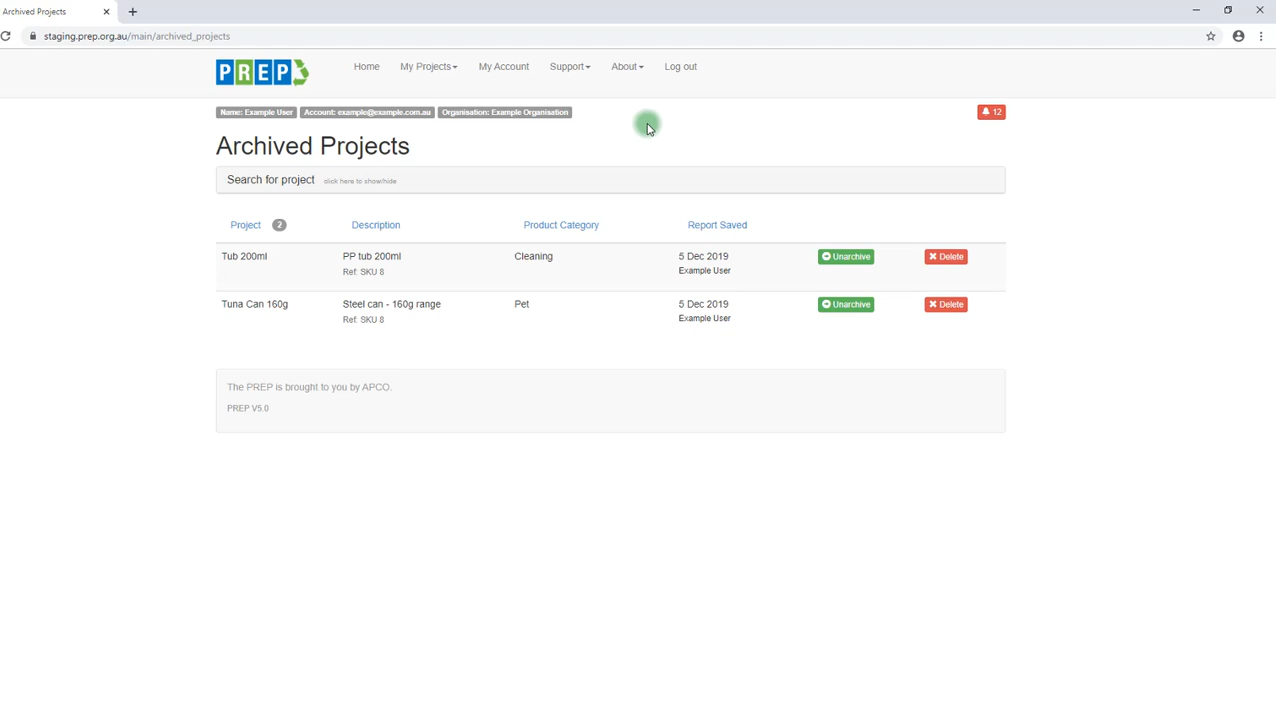 Archived Projects
staging.prep.org.au/main/archived_projects
PREP Home My Projects My Account Support About Log out
Name: Example User Account: example@example.com.au Organisation: Example Organisation 12
Archived Projects
Search for project click here to show/hide
Project 2 Description Product Category Report Saved
Tub 200ml PP tub 200ml Cleaning 5 Dec 2019 Unarchive Delete
Ref: SKU 8 Example User
Tuna Can 160g Steel can - 160g range Pet 5 Dec 2019 Unarchive Delete
Ref: SKU 8 Example User
The PREP is brought to you by APCO.
PREP V5.0